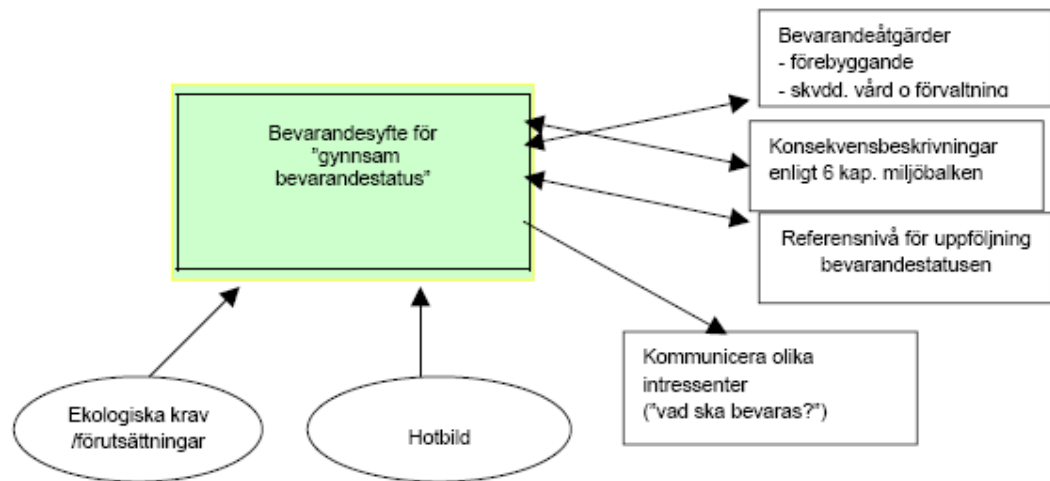 Bevarandeåtgärder
- förebyggande
- skydd, vård o förvaltning
Bevarandesyfte för
"gynnsam
bevarandestatus"
Konsekvensbeskrivningar
enligt 6 kap. miljöbalken
Referensnivå för uppföljning
bevarandestatusen
Kommunicera olika
intressenter
("vad ska bevaras?")
Ekologiska krav
/förutsättningar
Hotbild